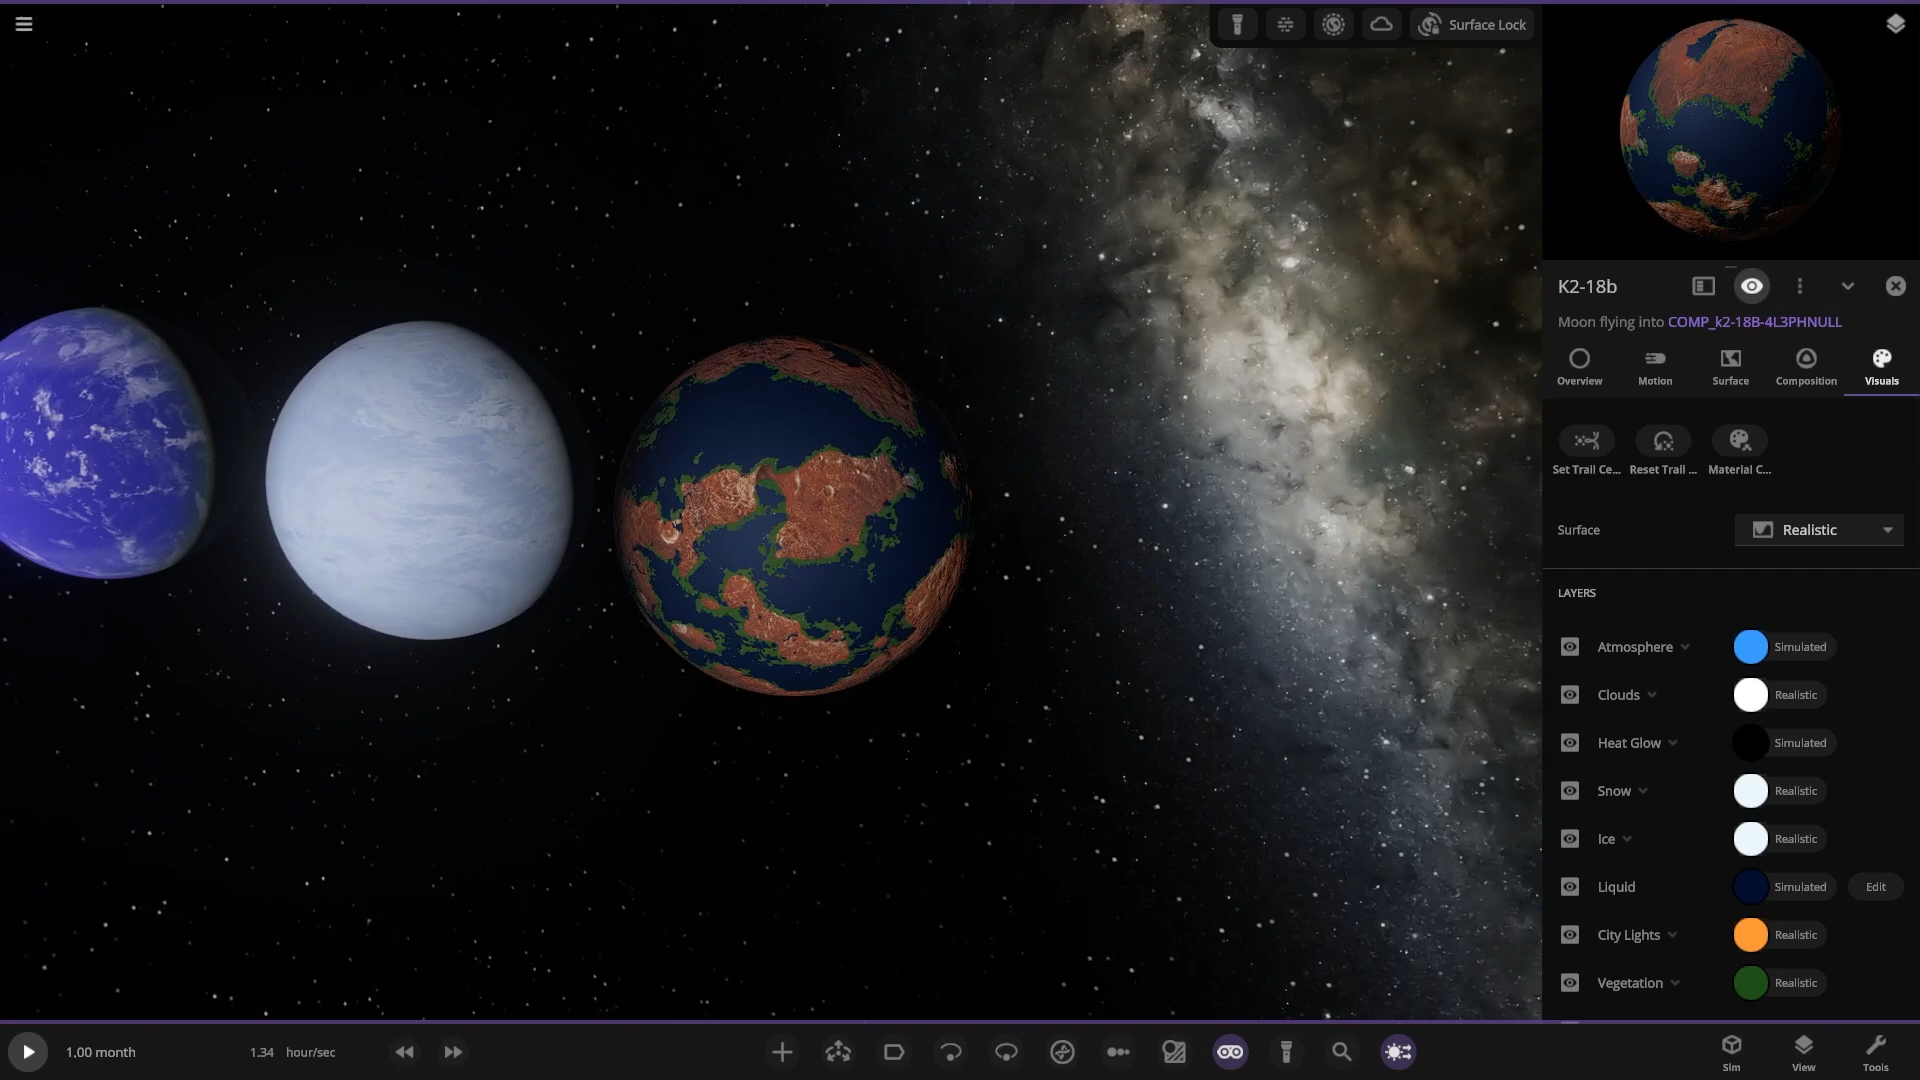 Surface Lock
K2-18b
Moon flying into COMP_k2-18B-4L3PHNULL
Overview Motion Surface Composition Visuals
Set Trail Ce... Reset Trail ... Material C...
Surface Realistic
LAYERS
Atmosphere Simulated
Clouds Realistic
Heat Glow Simulated
Snow Realistic
Ice Realistic
Liquid Simulated Edit
City Lights Realistic
Vegetation Realistic
1,00 month 1.34 hour/sec
Sim View Tools